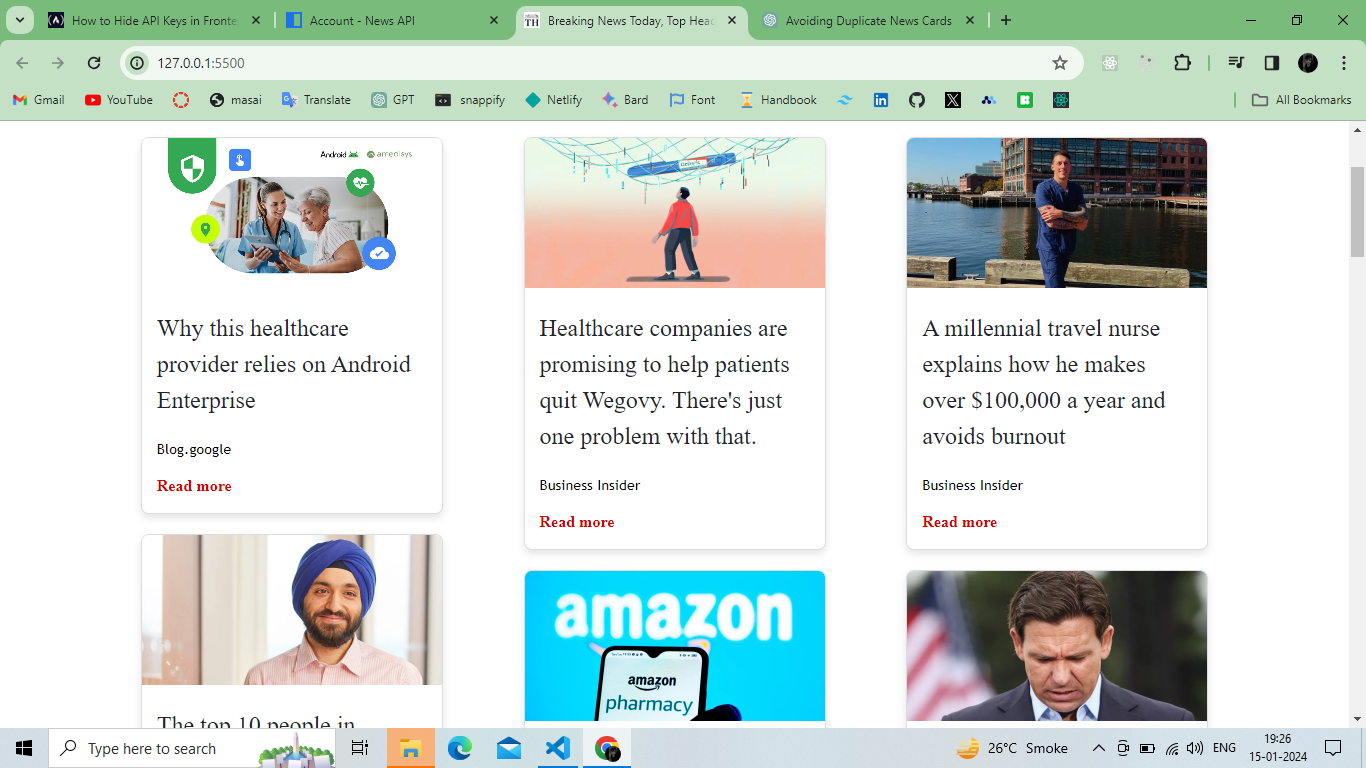 How to Hide API Keys in Fronte
Account - News API
Breaking News Today, Top Head
Avoiding Duplicate News Cards
127.0.0.1:5500
Gmail
YouTube
masai
Translate
GPT
snappify
Netlify
Bard
Font
Handbook
All Bookmarks
Android
amedisys
Why this healthcare
provider relies on Android
Enterprise
Blog.google
Read more
Healthcare companies are
promising to help patients
quit Wegovy. There's just
one problem with that.
Business Insider
Read more
A millennial travel nurse
explains how he makes
over $100,000 a year and
avoids burnout
Business Insider
Read more
The top 10 people in
amazon
amazon
pharmacy
Type here to search
26°C Smoke
ENG
19:26
15-01-2024